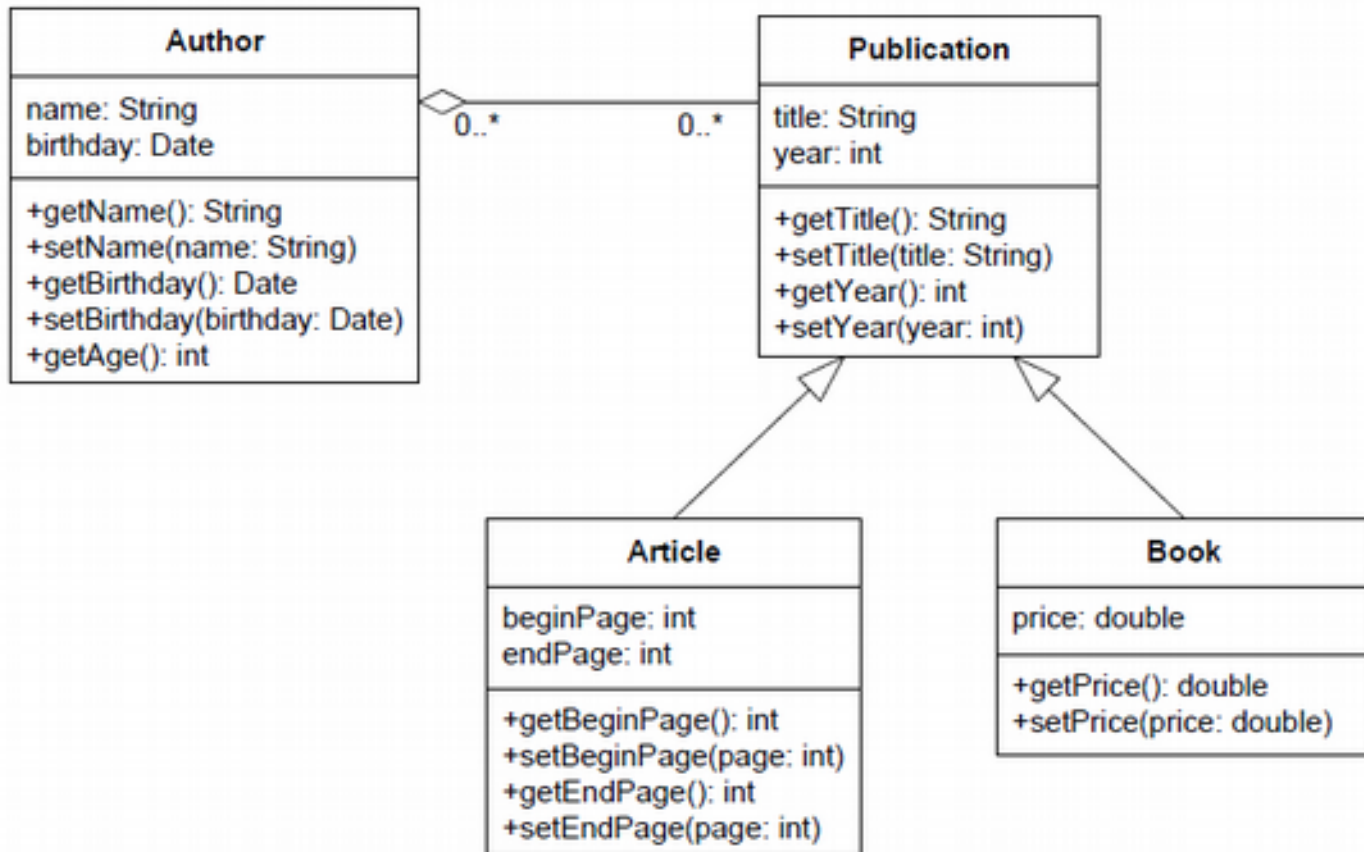 Author
name: String
birthday: Date
+getName(): String
+setName(name: String)
+getBirthday(): Date
+setBirthday(birthday: Date)
+getAge(): int
0..*
0..*
Publication
title: String
year: int
+getTitle(): String
+setTitle(title: String)
+getYear(): int
+setYear(year: int)
Article
beginPage: int
endPage: int
+getBeginPage(): int
+setBeginPage(page: int)
+getEndPage(): int
+setEndPage(page: int)
Book
price: double
+getPrice(): double
+setPrice(price: double)